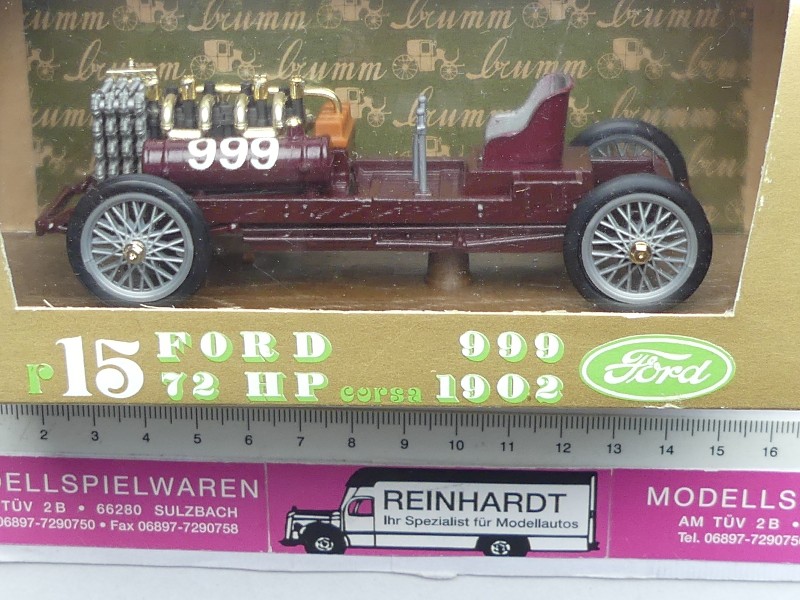 brumm brumm brumm
brumm brumm brumm brumm
brumm
999
r15 FORD 999
72 HP corsa 1902
Ford
2 3 4 5 6 7 8 9 10 11 12 13 14 15 16
DELLSPIELWAREN
TÜV 2B • 66280 SULZBACH
06897-7290750 • Fax 06897-7290758
REINHARDT
Ihr Spezialist für Modellautos
MODELLS
AM TÜV 2B •
Tel. 06897-729075